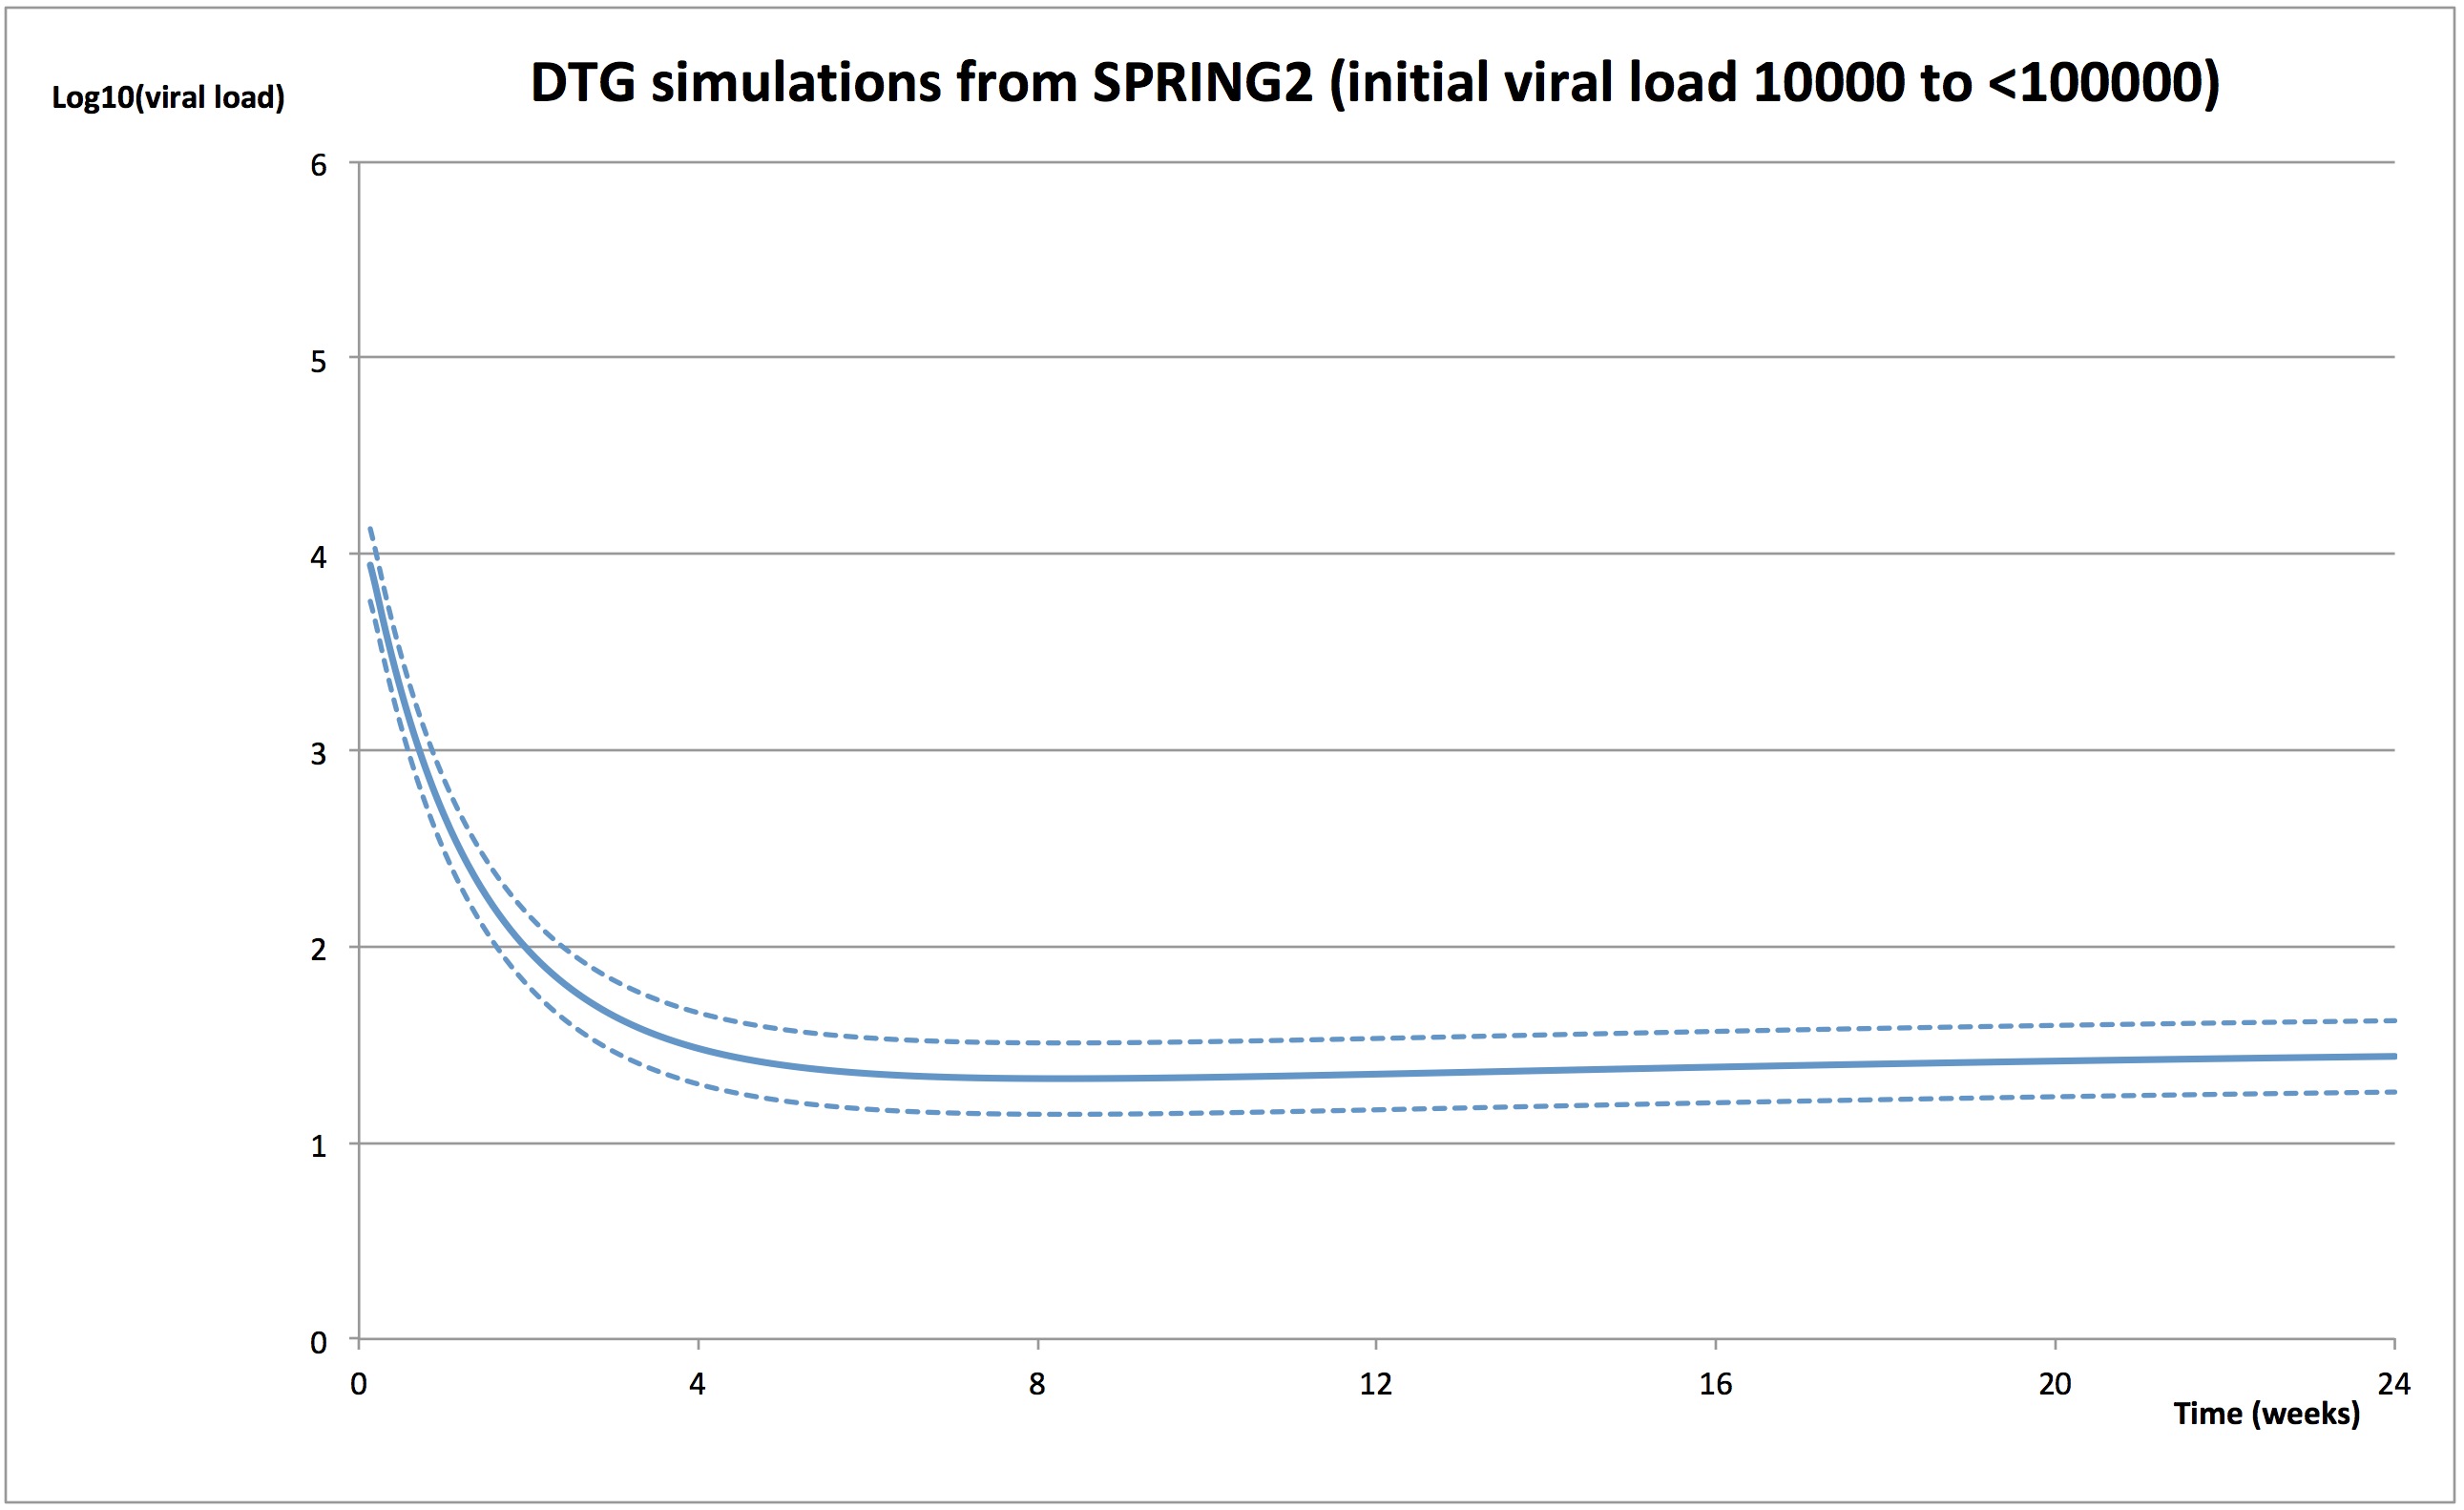 DTG simulations from SPRING2 (initial viral load 10000 to <100000)
Log10(viral load)
6
5
4
3
2
1
0
0 4 8 12 16 20 24
Time (weeks)